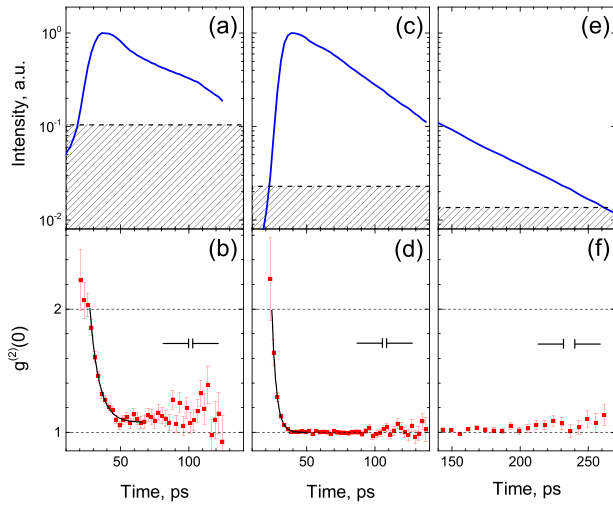 (a) (c) (e)
Intensity, a.u.
10⁰
10⁻¹
10⁻²
(b) (d) (f)
g⁽²⁾(0)
2
1
50 100 50 100 150 200 250
Time, ps Time, ps Time, ps